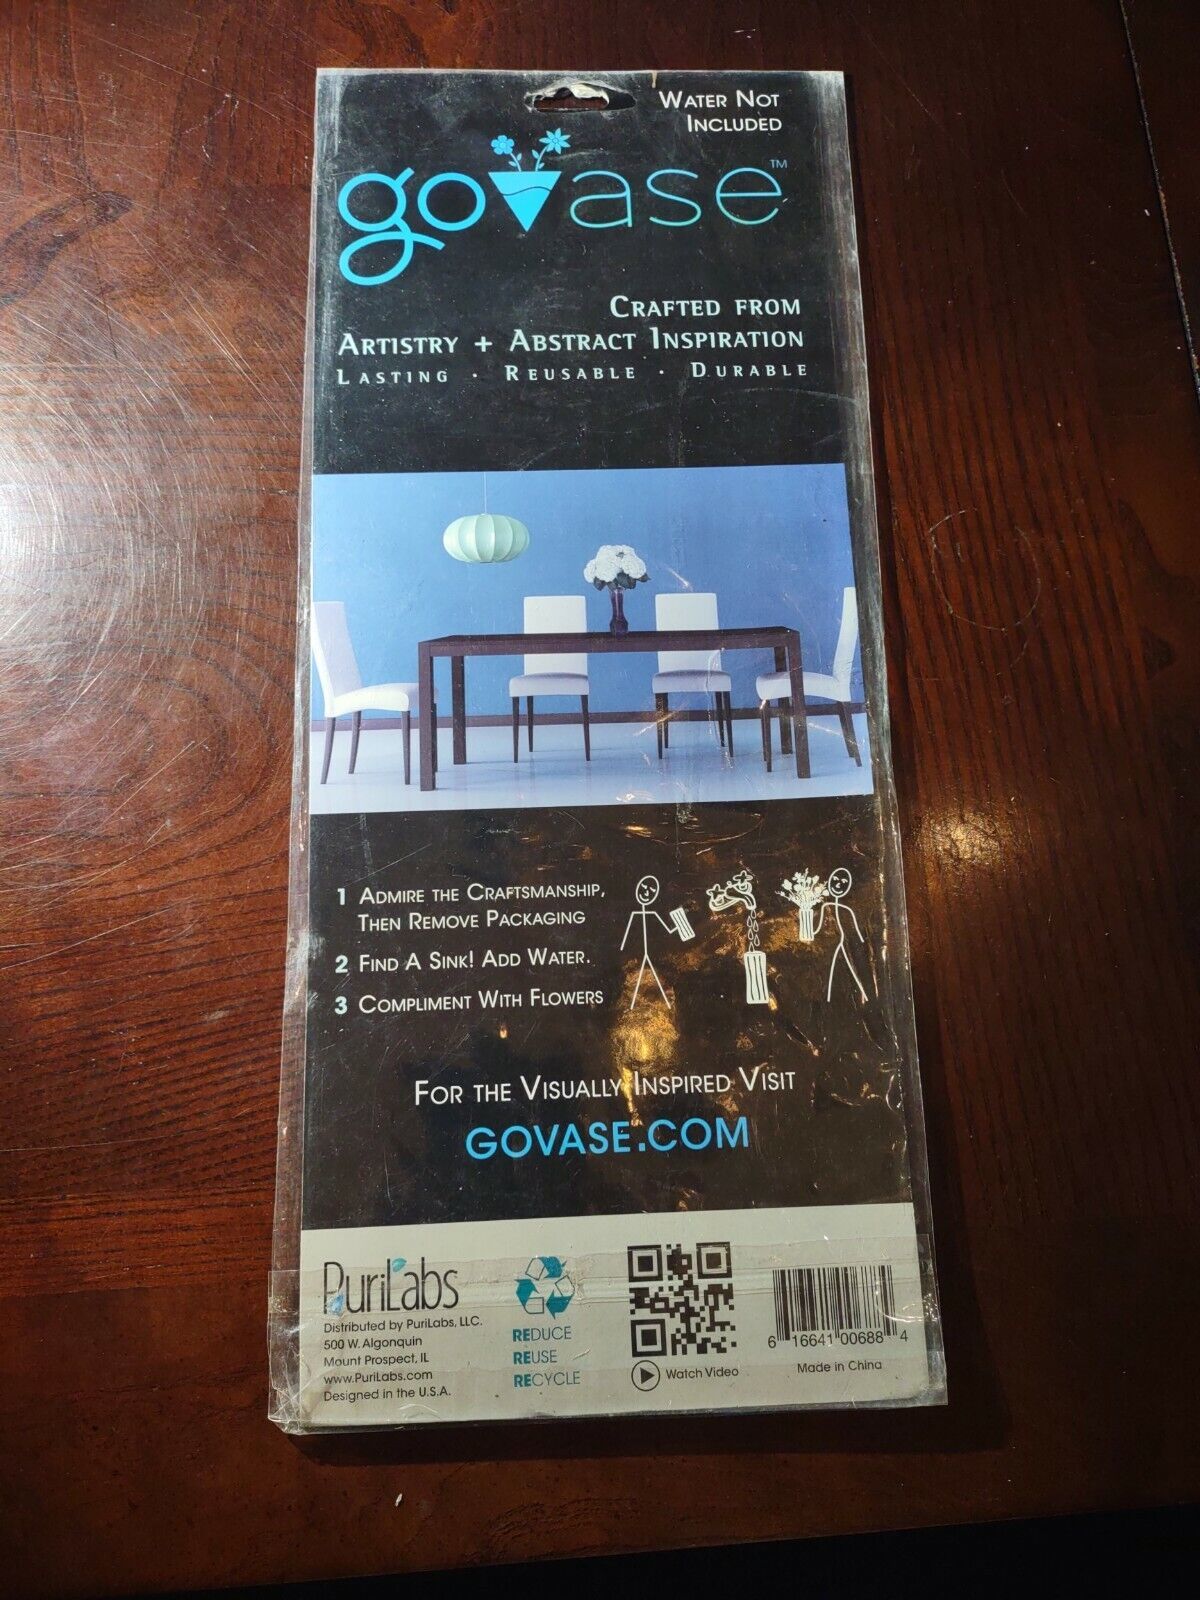 WATER NOT
INCLUDED
govase™
CRAFTED FROM
ARTISTRY + ABSTRACT INSPIRATION
LASTING · REUSABLE · DURABLE
1 ADMIRE THE CRAFTSMANSHIP,
THEN REMOVE PACKAGING
2 FIND A SINK! ADD WATER.
3 COMPLIMENT WITH FLOWERS
FOR THE VISUALLY INSPIRED VISIT
GOVASE.COM
PuriLabs
Distributed by PuriLabs, LLC.
500 W. Algonquin
Mount Prospect, IL
www.PuriLabs.com
Designed in the U.S.A.
REDUCE
REUSE
RECYCLE
Watch Video
6 16641 00688 4
Made in China